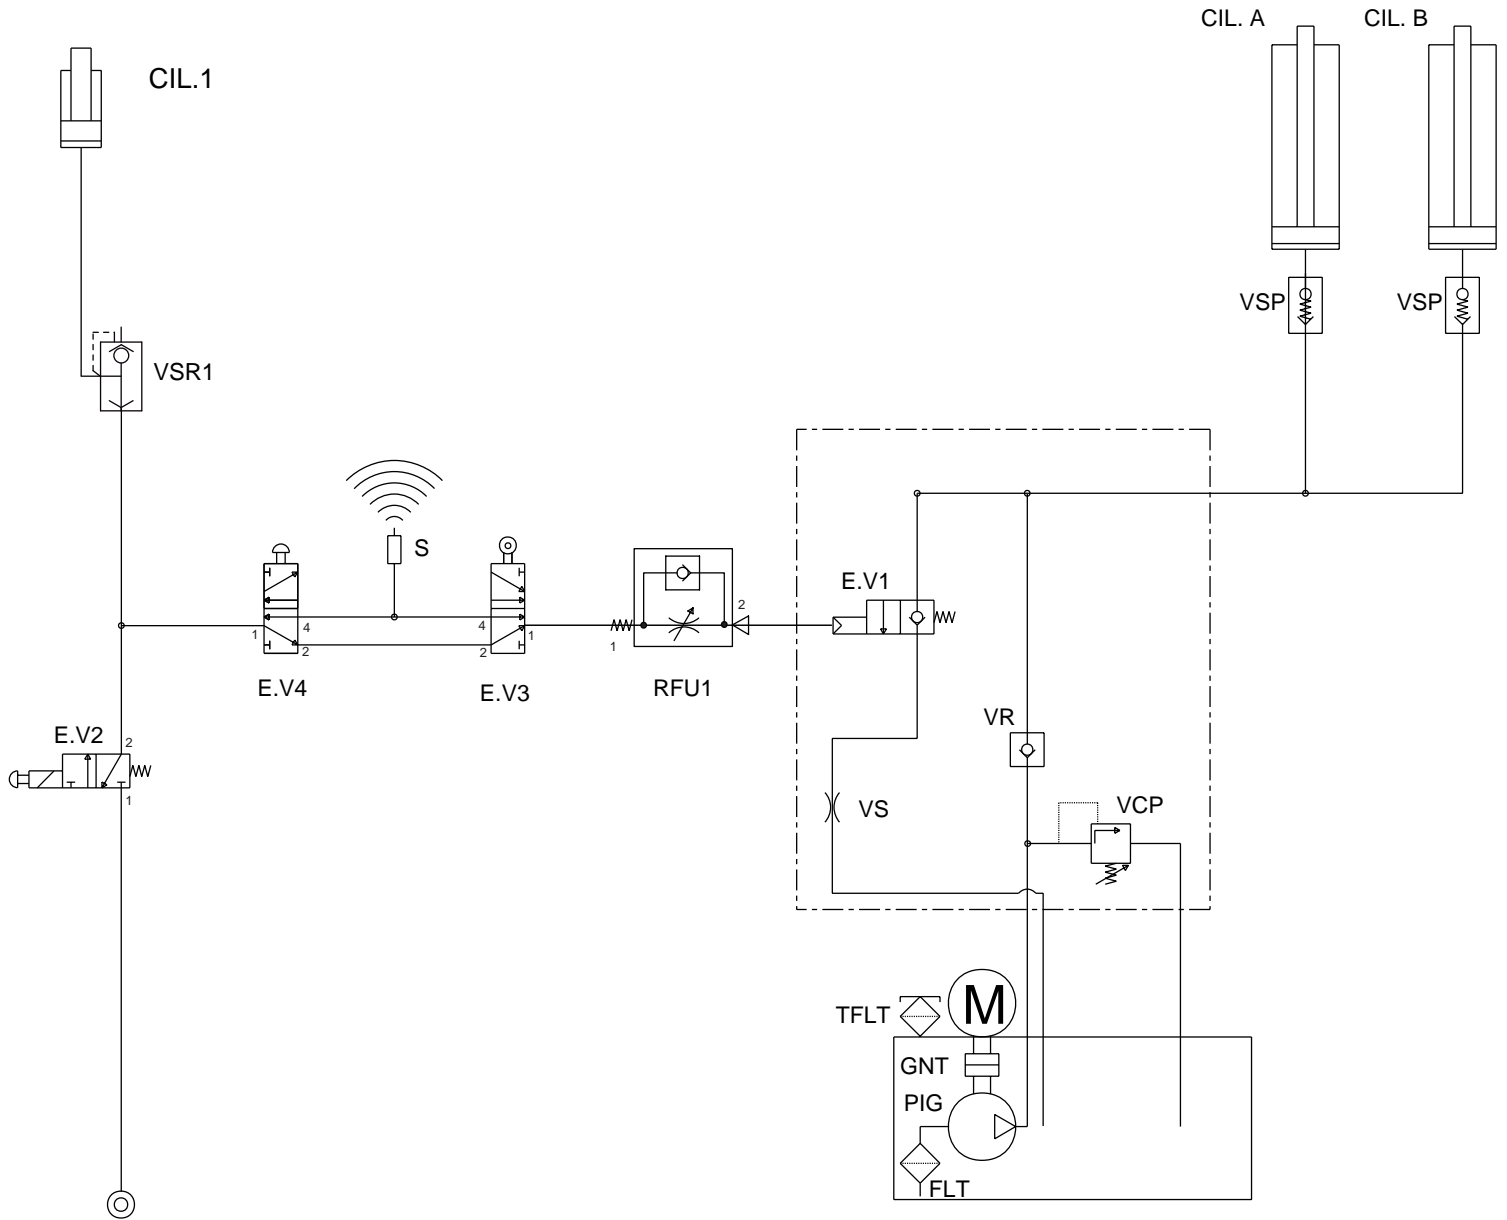 CIL. A
CIL. B
CIL.1
VSP
VSP
VSR1
S
E.V1
2
1
4
2
4
2
1
1
E.V4
E.V3
RFU1
VR
E.V2
2
1
VS
VCP
M
TFLT
GNT
PIG
FLT